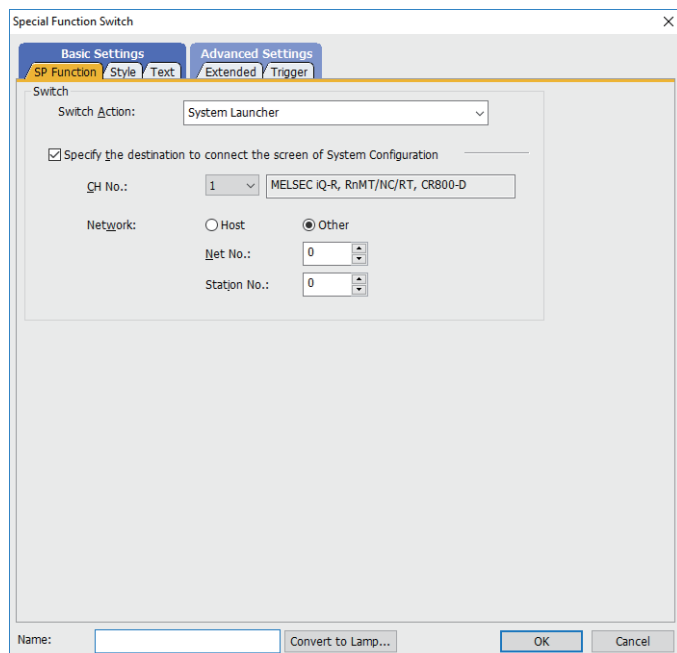 Special Function Switch
Basic Settings Advanced Settings
SP Function Style Text Extended Trigger
Switch
Switch Action: System Launcher
Specify the destination to connect the screen of System Configuration
CH No.: 1 MELSEC iQ-R, RnMT/NC/RT, CR800-D
Network: Host Other
Net No.: 0
Station No.: 0
Name: Convert to Lamp... OK Cancel